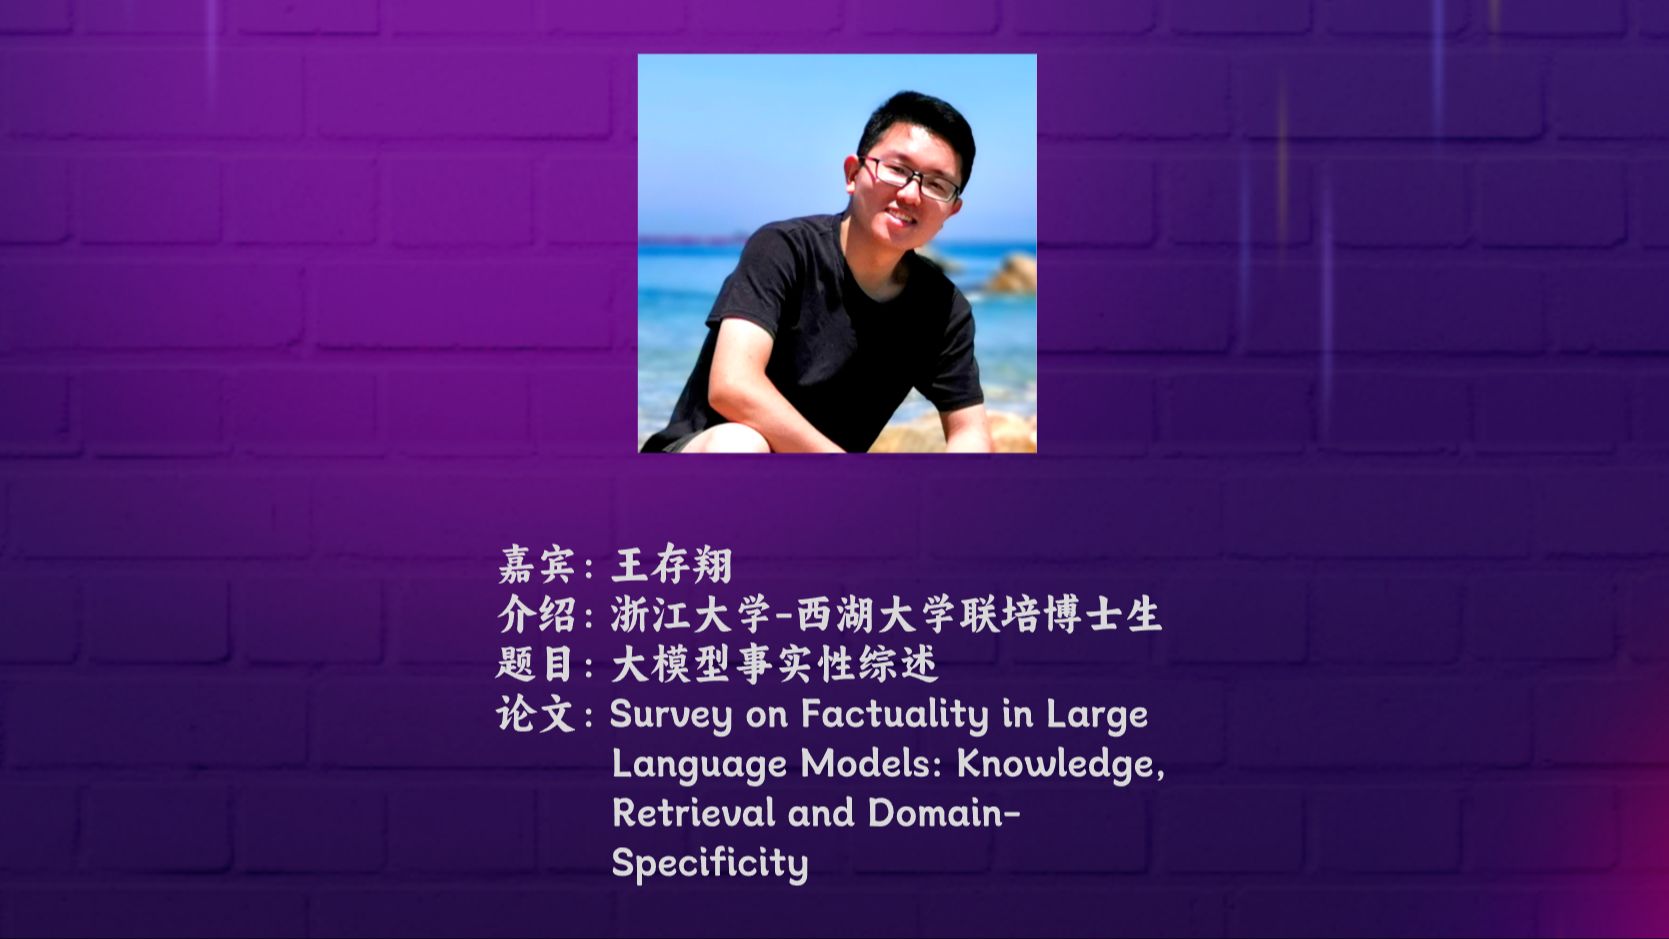 嘉宾: 王存翔
介绍: 浙江大学-西湖大学联培博士生
题目: 大模型事实性综述
论文: Survey on Factuality in Large
Language Models: Knowledge,
Retrieval and Domain-
Specificity